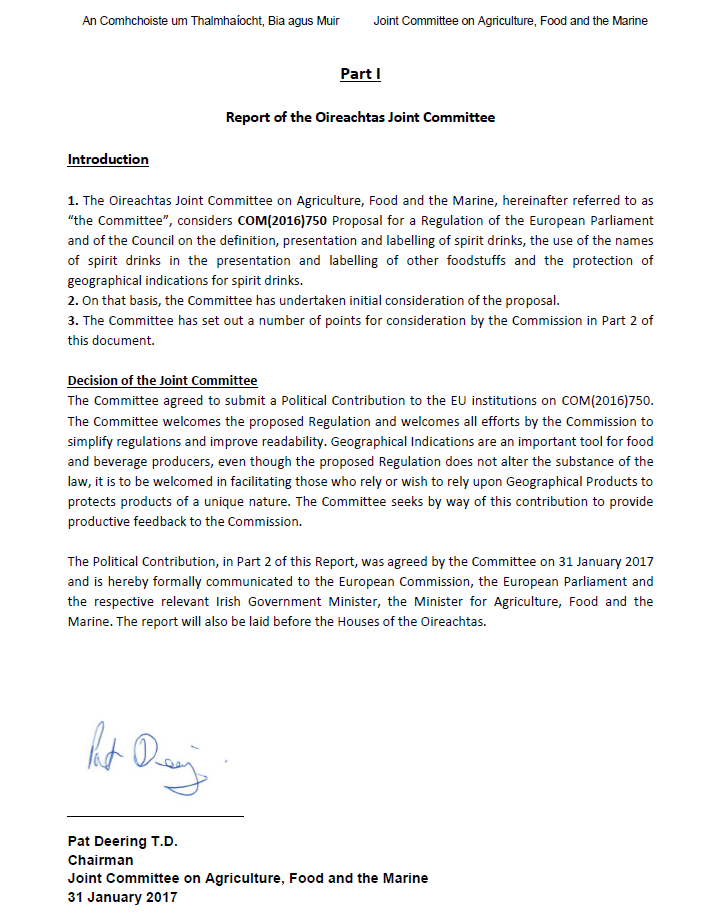 An Comhchoiste um Thalmhaíocht, Bia agus Muir Joint Committee on Agriculture, Food and the Marine
Part I
Report of the Oireachtas Joint Committee
Introduction
1. The Oireachtas Joint Committee on Agriculture, Food and the Marine, hereinafter referred to as
“the Committee”, considers COM(2016)750 Proposal for a Regulation of the European Parliament
and of the Council on the definition, presentation and labelling of spirit drinks, the use of the names
of spirit drinks in the presentation and labelling of other foodstuffs and the protection of
geographical indications for spirit drinks.
2. On that basis, the Committee has undertaken initial consideration of the proposal.
3. The Committee has set out a number of points for consideration by the Commission in Part 2 of
this document.
Decision of the Joint Committee
The Committee agreed to submit a Political Contribution to the EU institutions on COM(2016)750.
The Committee welcomes the proposed Regulation and welcomes all efforts by the Commission to
simplify regulations and improve readability. Geographical Indications are an important tool for food
and beverage producers, even though the proposed Regulation does not alter the substance of the
law, it is to be welcomed in facilitating those who rely or wish to rely upon Geographical Products to
protects products of a unique nature. The Committee seeks by way of this contribution to provide
productive feedback to the Commission.
The Political Contribution, in Part 2 of this Report, was agreed by the Committee on 31 January 2017
and is hereby formally communicated to the European Commission, the European Parliament and
the respective relevant Irish Government Minister, the Minister for Agriculture, Food and the
Marine. The report will also be laid before the Houses of the Oireachtas.
Pat Deering
Pat Deering T.D.
Chairman
Joint Committee on Agriculture, Food and the Marine
31 January 2017